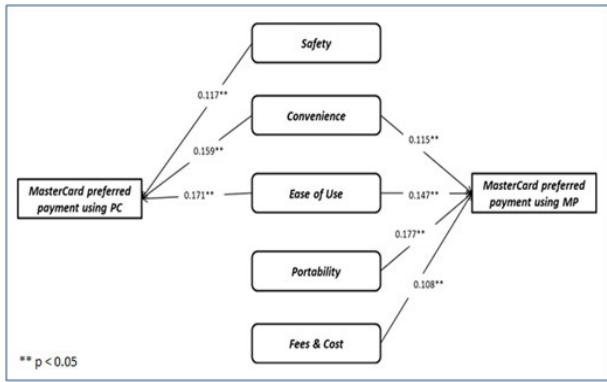 Safety
0.117**
Convenience
0.159**
0.115**
MasterCard preferred
payment using PC
0.171**
Ease of Use
0.147**
MasterCard preferred
payment using MP
0.177**
Portability
0.108**
Fees & Cost
** p < 0.05